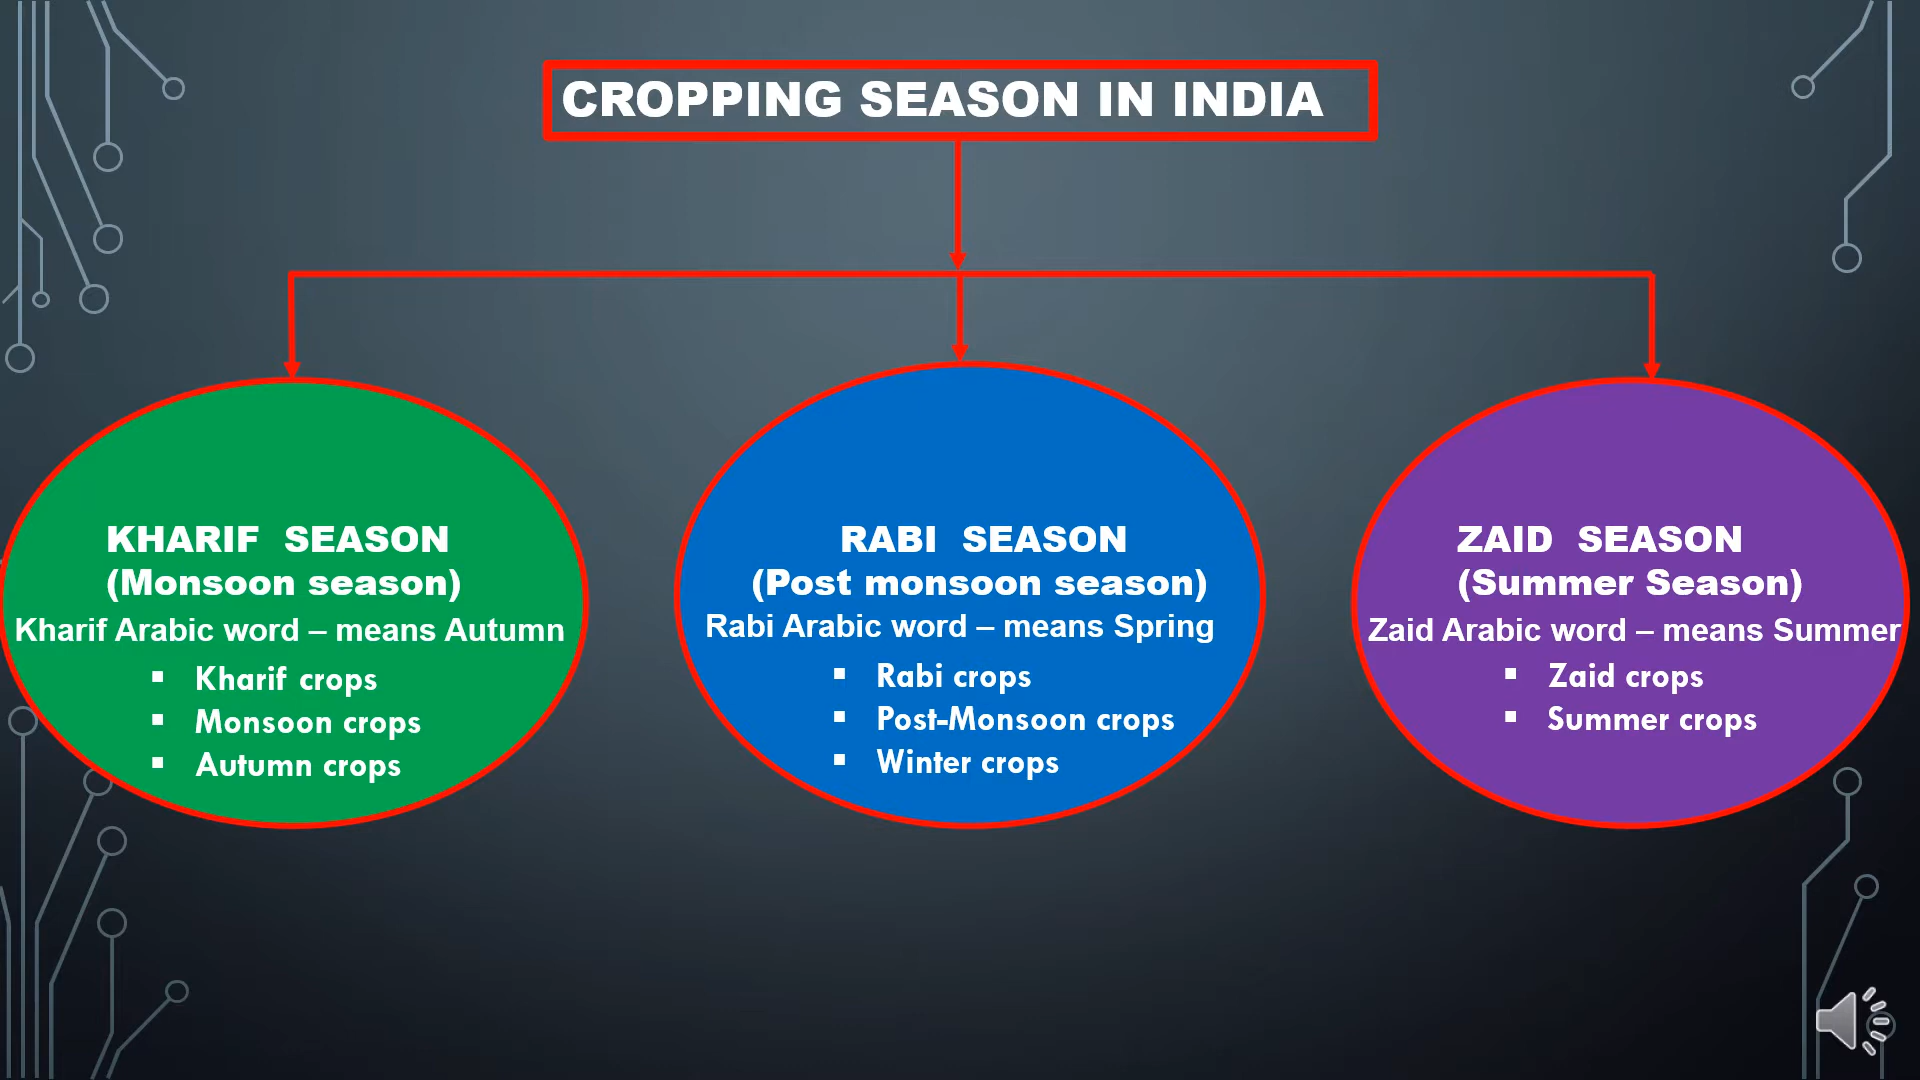 CROPPING SEASON IN INDIA
KHARIF SEASON
(Monsoon season)
Kharif Arabic word – means Autumn
▪ Kharif crops
▪ Monsoon crops
▪ Autumn crops
RABI SEASON
(Post monsoon season)
Rabi Arabic word – means Spring
▪ Rabi crops
▪ Post-Monsoon crops
▪ Winter crops
ZAID SEASON
(Summer Season)
Zaid Arabic word – means Summer
▪ Zaid crops
▪ Summer crops